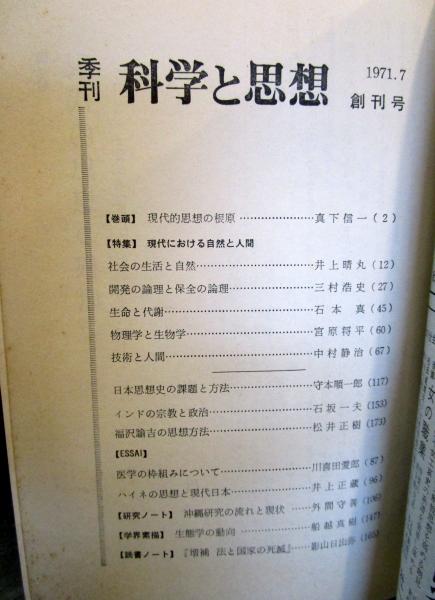 季刊 科学と思想 1971.7 創刊号
【巻頭】 現代的思想の根原…………………真下信一(2)
【特集】 現代における自然と人間
社会の生活と自然……………………………井上晴丸(12)
開発の論理と保全の論理……………………三村浩史(27)
生命と代謝……………………………………石本 真(45)
物理学と生物学………………………………宮原将平(60)
技術と人間……………………………………中村静治(67)
日本思想史の課題と方法……………………守本順一郎(117)
インドの宗教と政治…………………………石坂一夫(153)
福沢諭吉の思想方法…………………………松井正樹(173)
【ESSAI】
医学の枠組みについて………………………川喜田愛郎(87)
ハイネの思想と現代日本……………………井上正蔵(96)
【研究ノート】 沖縄研究の流れと現状……外間守善(106)
【学界素描】 生態学の動向…………………船越真樹(147)
【読書ノート】 『増補 法と国家の死滅』……影山日出弥(165)